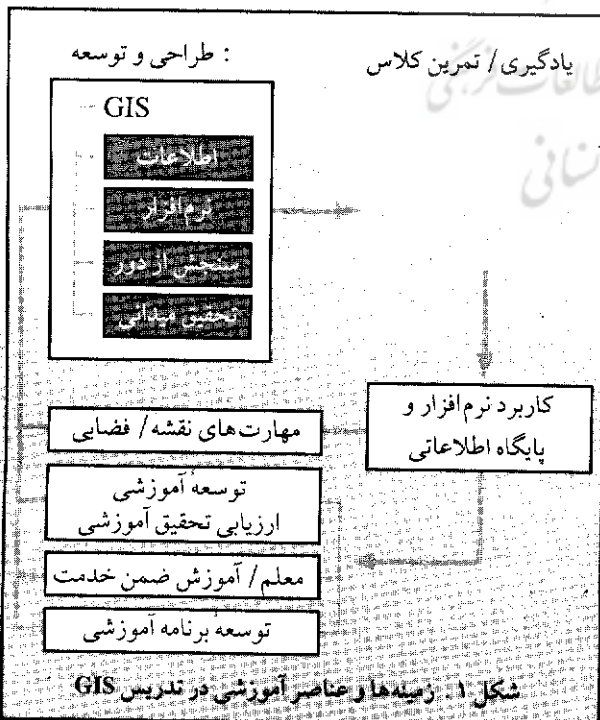 یادگیری / تمرین کلاس
طراحی و توسعه :
GIS
اطلاعات
نرم‌افزار
سنجش از دور
تحقیق میدانی
کاربرد نرم‌افزار و
پایگاه اطلاعاتی
مهارت‌های نقشه / فضایی
توسعهٔ آموزشی
ارزیابی تحقیق آموزشی
معلم / آموزش ضمن خدمت
توسعهٔ برنامه آموزشی
شکل ۱ . زمینه‌ها و عناصر آموزشی در تدریس GIS